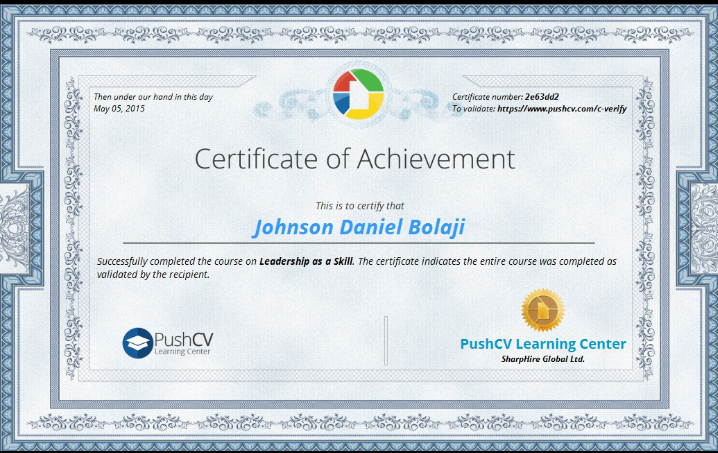 Then under our hand in this day
May 05, 2015
Certificate number: 2e63dd2
To validate: https://www.pushcv.com/c-verify
Certificate of Achievement
This is to certify that
Johnson Daniel Bolaji
Successfully completed the course on Leadership as a Skill. The certificate indicates the entire course was completed as
validated by the recipient.
PushCV
Learning Center
PushCV Learning Center
SharpHire Global Ltd.